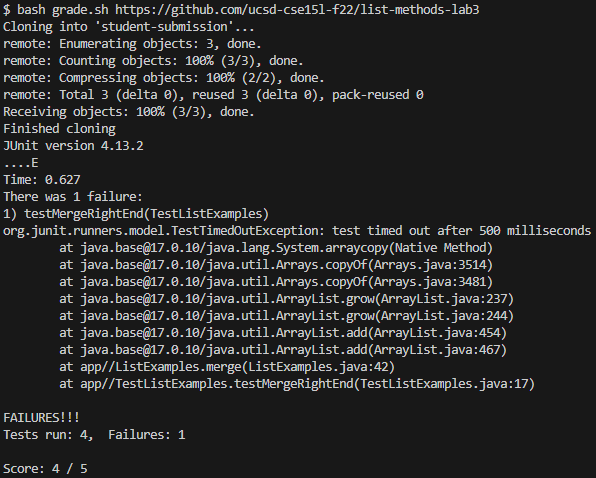 $ bash grade.sh https://github.com/ucsd-cse15l-f22/list-methods-lab3
Cloning into 'student-submission'...
remote: Enumerating objects: 3, done.
remote: Counting objects: 100% (3/3), done.
remote: Compressing objects: 100% (2/2), done.
remote: Total 3 (delta 0), reused 3 (delta 0), pack-reused 0
Receiving objects: 100% (3/3), done.
Finished cloning
JUnit version 4.13.2
....E
Time: 0.627
There was 1 failure:
1) testMergeRightEnd(TestListExamples)
org.junit.runners.model.TestTimedOutException: test timed out after 500 milliseconds
        at java.base@17.0.10/java.lang.System.arraycopy(Native Method)
        at java.base@17.0.10/java.util.Arrays.copyOf(Arrays.java:3514)
        at java.base@17.0.10/java.util.Arrays.copyOf(Arrays.java:3481)
        at java.base@17.0.10/java.util.ArrayList.grow(ArrayList.java:237)
        at java.base@17.0.10/java.util.ArrayList.grow(ArrayList.java:244)
        at java.base@17.0.10/java.util.ArrayList.add(ArrayList.java:454)
        at java.base@17.0.10/java.util.ArrayList.add(ArrayList.java:467)
        at app//ListExamples.merge(ListExamples.java:42)
        at app//TestListExamples.testMergeRightEnd(TestListExamples.java:17)

FAILURES!!!
Tests run: 4,  Failures: 1

Score: 4 / 5